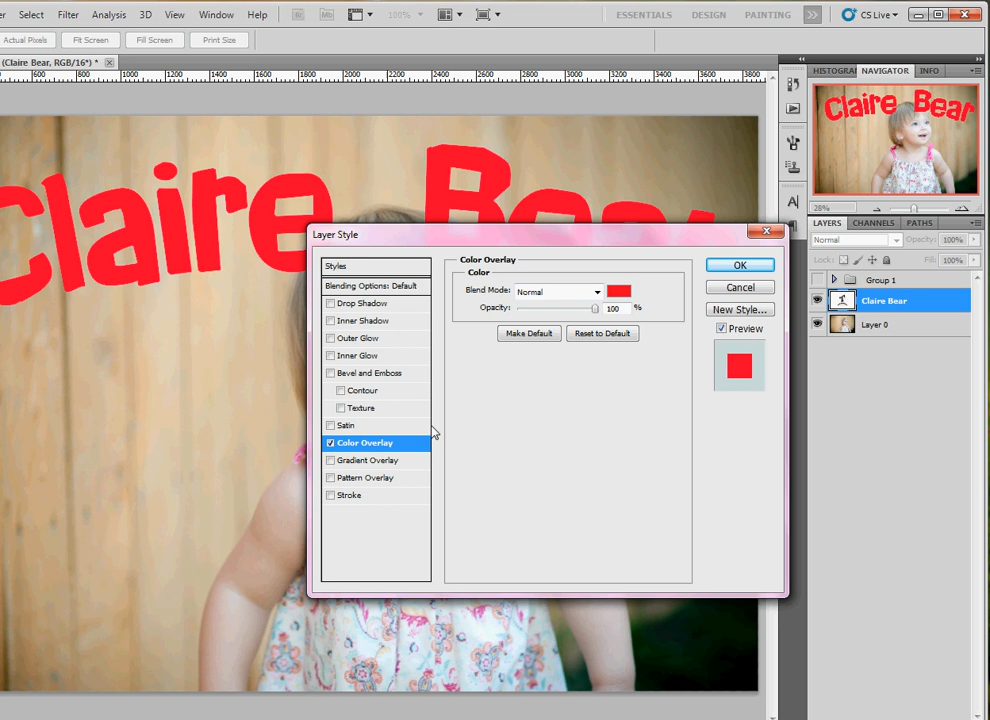 Select Filter Analysis 3D View Window Help 100% ESSENTIALS DESIGN PAINTING CS Live
Actual Pixels Fit Screen Fill Screen Print Size
(Claire Bear, RGB/16*) *
600 800 1000 1200 1400 1600 1800 2000 2200 2400 2600 2800 3000 3200 3400 3600 3800
Claire Bear
Layer Style
Styles
Blending Options: Default
Drop Shadow
Inner Shadow
Outer Glow
Inner Glow
Bevel and Emboss
Contour
Texture
Satin
Color Overlay
Gradient Overlay
Pattern Overlay
Stroke
Color Overlay
Color
Blend Mode: Normal
Opacity: 100 %
Make Default Reset to Default
OK
Cancel
New Style...
Preview
HISTOGRAM NAVIGATOR INFO
Claire Bear
28%
LAYERS CHANNELS PATHS
Normal Opacity: 100%
Lock: Fill: 100%
Group 1
Claire Bear
Layer 0